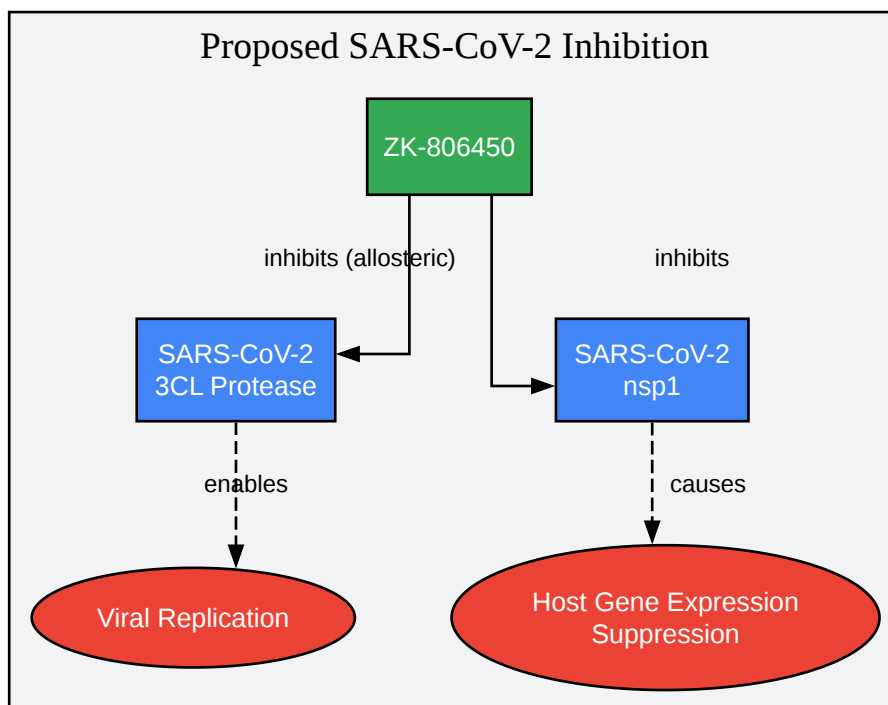 Proposed SARS-CoV-2 Inhibition
ZK-806450
inhibits (allosteric)
inhibits
SARS-CoV-2
3CL Protease
SARS-CoV-2
nsp1
enables
causes
Viral Replication
Host Gene Expression
Suppression